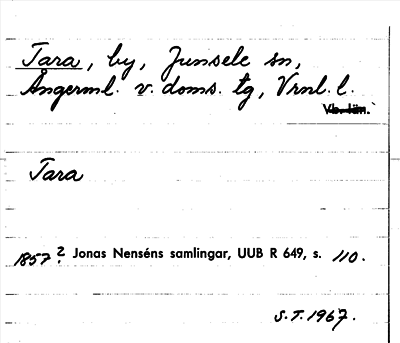 Tara, by, Junsele sn,
Ångerml. v. doms. tg, Vrnl. l.
Vb. län.
Tara
1857? Jonas Nenséns samlingar, UUB R 649, s. 110.
S.T. 1967.